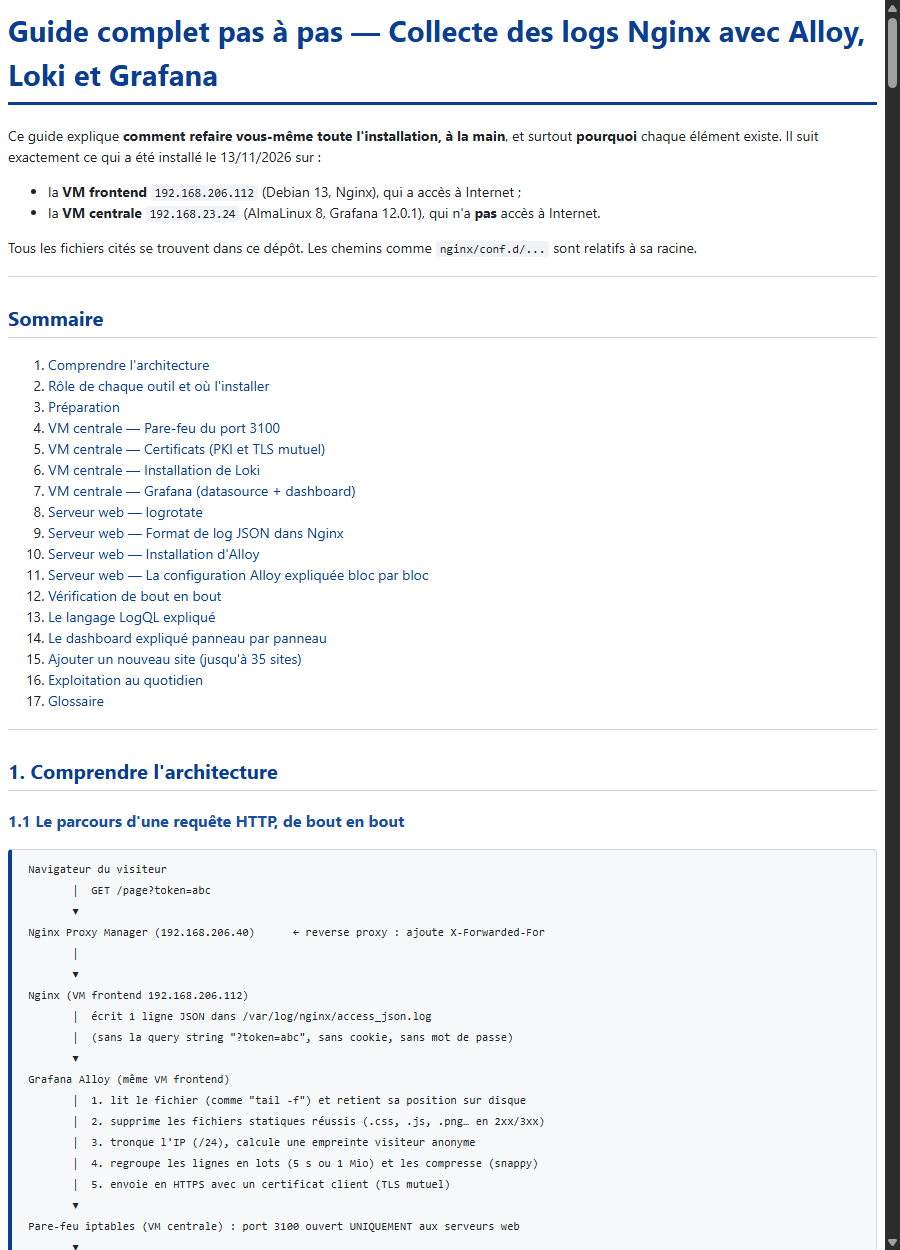 Guide complet pas à pas — Collecte des logs Nginx avec Alloy,
Loki et Grafana
Ce guide explique comment refaire vous-même toute l'installation, à la main, et surtout pourquoi chaque élément existe. Il suit
exactement ce qui a été installé le 13/11/2026 sur :
• la VM frontend 192.168.206.112 (Debian 13, Nginx), qui a accès à Internet ;
• la VM centrale 192.168.23.24 (AlmaLinux 8, Grafana 12.0.1), qui n'a pas accès à Internet.
Tous les fichiers cités se trouvent dans ce dépôt. Les chemins comme nginx/conf.d/... sont relatifs à sa racine.
Sommaire
1. Comprendre l'architecture
2. Rôle de chaque outil et où l'installer
3. Préparation
4. VM centrale — Pare-feu du port 3100
5. VM centrale — Certificats (PKI et TLS mutuel)
6. VM centrale — Installation de Loki
7. VM centrale — Grafana (datasource + dashboard)
8. Serveur web — logrotate
9. Serveur web — Format de log JSON dans Nginx
10. Serveur web — Installation d'Alloy
11. Serveur web — La configuration Alloy expliquée bloc par bloc
12. Vérification de bout en bout
13. Le langage LogQL expliqué
14. Le dashboard expliqué panneau par panneau
15. Ajouter un nouveau site (jusqu'à 35 sites)
16. Exploitation au quotidien
17. Glossaire
1. Comprendre l'architecture
1.1 Le parcours d'une requête HTTP, de bout en bout
Navigateur du visiteur
│ GET /page?token=abc
▼
Nginx Proxy Manager (192.168.206.40) ← reverse proxy : ajoute X-Forwarded-For
│
▼
Nginx (VM frontend 192.168.206.112)
│ écrit 1 ligne JSON dans /var/log/nginx/access_json.log
│ (sans la query string "?token=abc", sans cookie, sans mot de passe)
▼
Grafana Alloy (même VM frontend)
│ 1. lit le fichier (comme "tail -f") et retient sa position sur disque
│ 2. supprime les fichiers statiques réussis (.css, .js, .png… en 2xx/3xx)
│ 3. tronque l'IP (/24), calcule une empreinte visiteur anonyme
│ 4. regroupe les lignes en lots (5 s ou 1 Mio) et les compresse (snappy)
│ 5. envoie en HTTPS avec un certificat client (TLS mutuel)
▼
Pare-feu iptables (VM centrale) : port 3100 ouvert UNIQUEMENT aux serveurs web
▼